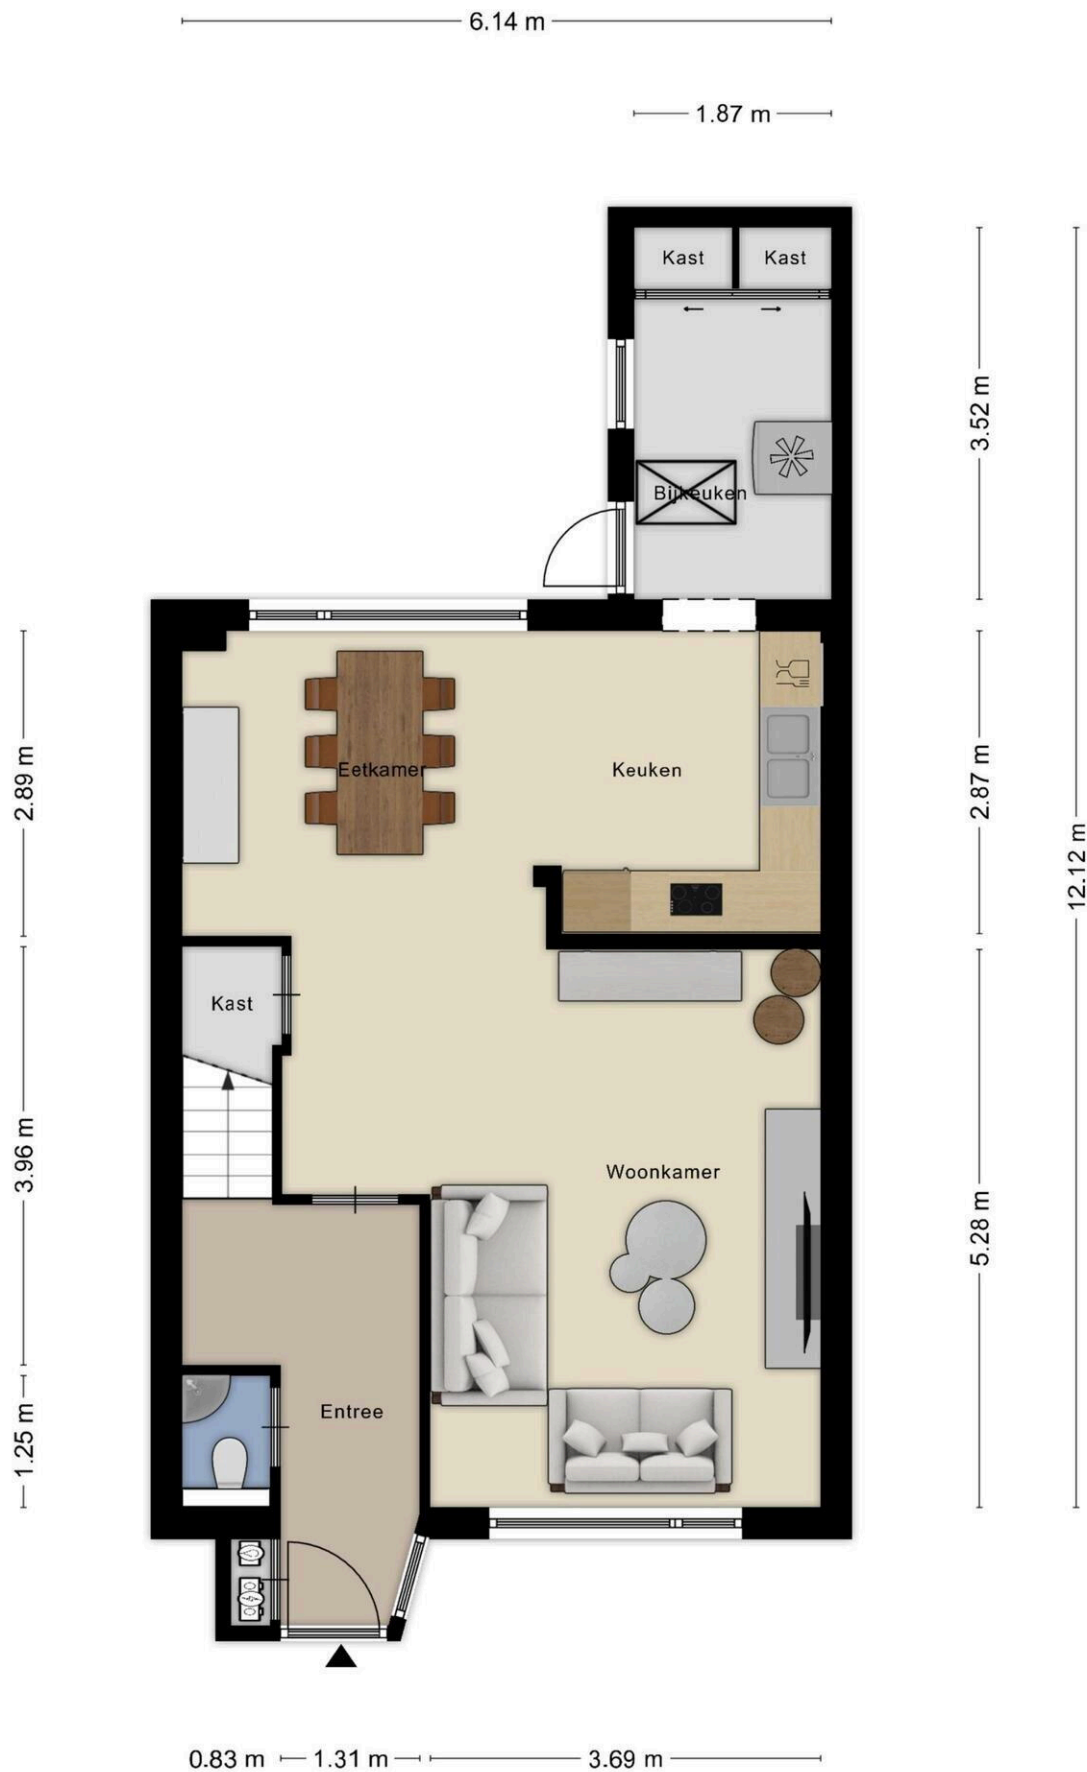 6.14 m
1.87 m
Kast
Kast
3.52 m
Bijkeuken
2.89 m
Eetkamer
Keuken
2.87 m
12.12 m
Kast
3.96 m
Woonkamer
5.28 m
1.25 m
Entree
0.83 m
1.31 m
3.69 m